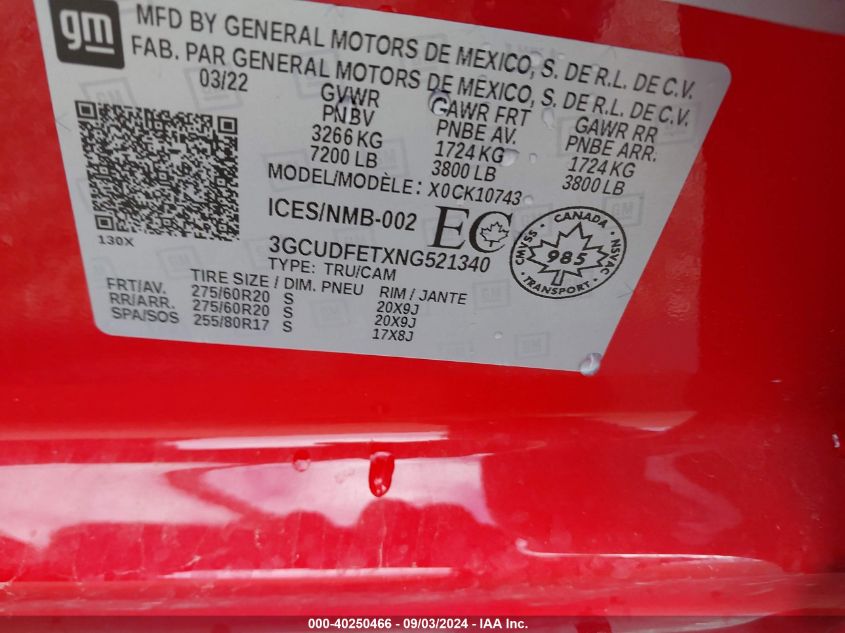 gm
MFD BY GENERAL MOTORS DE MEXICO, S. DE R.L. DE C.V.
FAB. PAR GENERAL MOTORS DE MEXICO, S. DE R.L. DE C.V.
03/22 GVWR GAWR FRT GAWR RR
PNBV PNBE AV. PNBE ARR.
3266 KG 1724 KG 1724 KG
7200 LB 3800 LB 3800 LB
MODEL/MODÈLE: X0CK10743
ICES/NMB-002 EC
130X
3GCUDFETXNG521340
TYPE: TRU/CAM
CANADA
CMVSS 985 NSVAC
TRANSPORT
TIRE SIZE / DIM. PNEU RIM / JANTE
FRT/AV. 275/60R20 S 20X9J
RR/ARR. 275/60R20 S 20X9J
SPA/SOS 255/80R17 S 17X8J
000-40250466 - 09/03/2024 - IAA Inc.